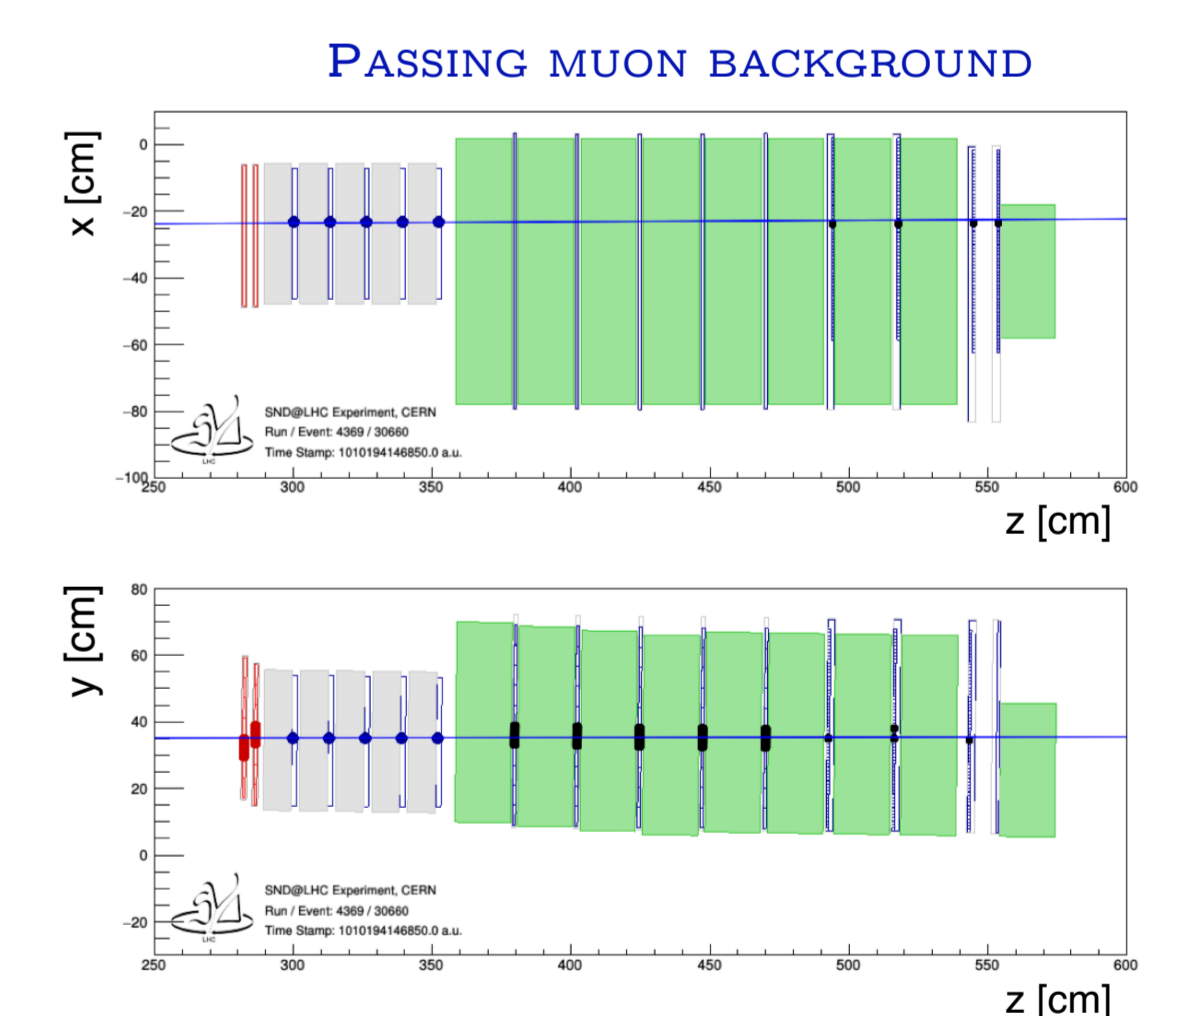 PASSING MUON BACKGROUND
x [cm]
0
−20
−40
−60
−80
−100
SND@LHC Experiment, CERN
Run / Event: 4369 / 30660
Time Stamp: 1010194146850.0 a.u.
LHC
250 300 350 400 450 500 550 600
z [cm]
y [cm]
80
60
40
20
0
−20
SND@LHC Experiment, CERN
Run / Event: 4369 / 30660
Time Stamp: 1010194146850.0 a.u.
LHC
250 300 350 400 450 500 550 600
z [cm]